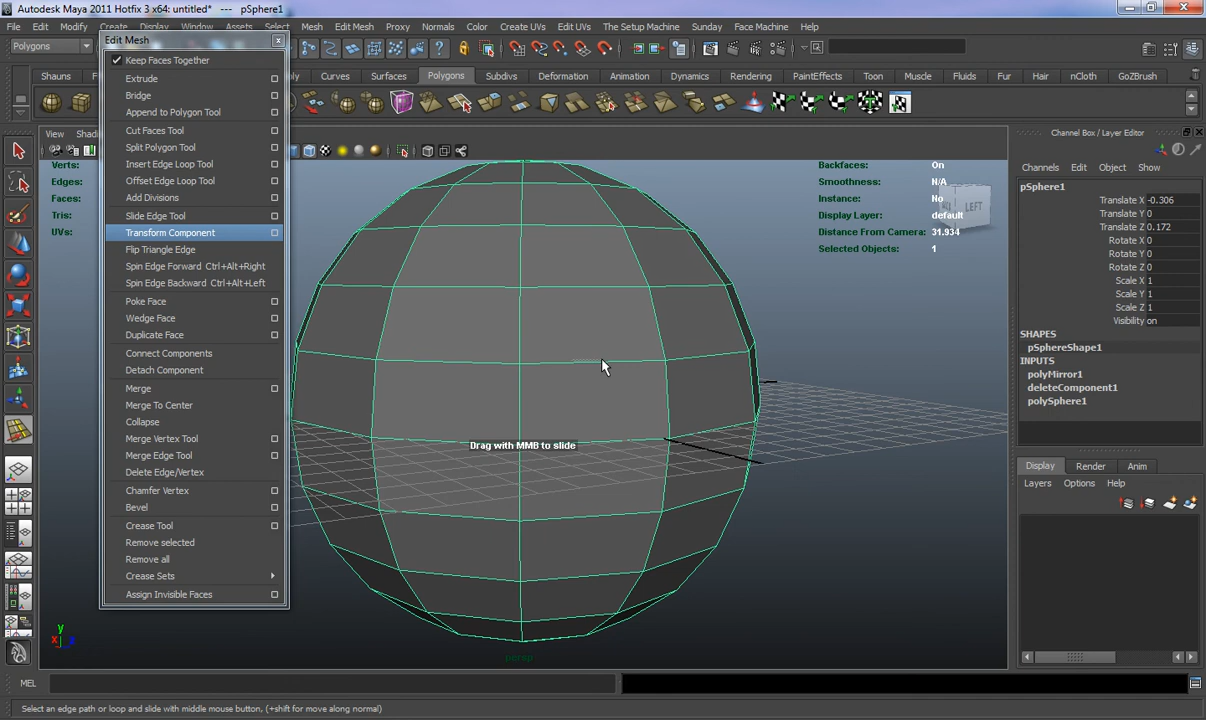 Autodesk Maya 2011 Hotfix 3 x64: untitled*   ---   pSphere1
File Edit Modify Create Display Window Assets Select Mesh Edit Mesh Proxy Normals Color Create UVs Edit UVs The Setup Machine Sunday Face Machine Help
Edit Mesh
Polygons
Shauns Curves Surfaces Polygons Subdivs Deformation Animation Dynamics Rendering PaintEffects Toon Muscle Fluids Fur Hair nCloth GoZBrush
Keep Faces Together
Extrude
Bridge
Append to Polygon Tool
Cut Faces Tool
Split Polygon Tool
Insert Edge Loop Tool
Offset Edge Loop Tool
Add Divisions
Slide Edge Tool
Transform Component
Flip Triangle Edge
Spin Edge Forward Ctrl+Alt+Right
Spin Edge Backward Ctrl+Alt+Left
Poke Face
Wedge Face
Duplicate Face
Connect Components
Detach Component
Merge
Merge To Center
Collapse
Merge Vertex Tool
Merge Edge Tool
Delete Edge/Vertex
Chamfer Vertex
Bevel
Crease Tool
Remove selected
Remove all
Crease Sets
Assign Invisible Faces
View
Verts:
Edges:
Faces:
Tris:
UVs:
Backfaces: On
Smoothness: N/A
Instance: No
Display Layer: default
Distance From Camera: 31.934
Selected Objects: 1
LEFT
Drag with MMB to slide
persp
y
x z
Channel Box / Layer Editor
Channels Edit Object Show
pSphere1
Translate X -0.306
Translate Y 0
Translate Z 0.172
Rotate X 0
Rotate Y 0
Rotate Z 0
Scale X 1
Scale Y 1
Scale Z 1
Visibility on
SHAPES
pSphereShape1
INPUTS
polyMirror1
deleteComponent1
polySphere1
Display Render Anim
Layers Options Help
MEL
Select an edge path or loop and slide with middle mouse button, (+shift for move along normal)